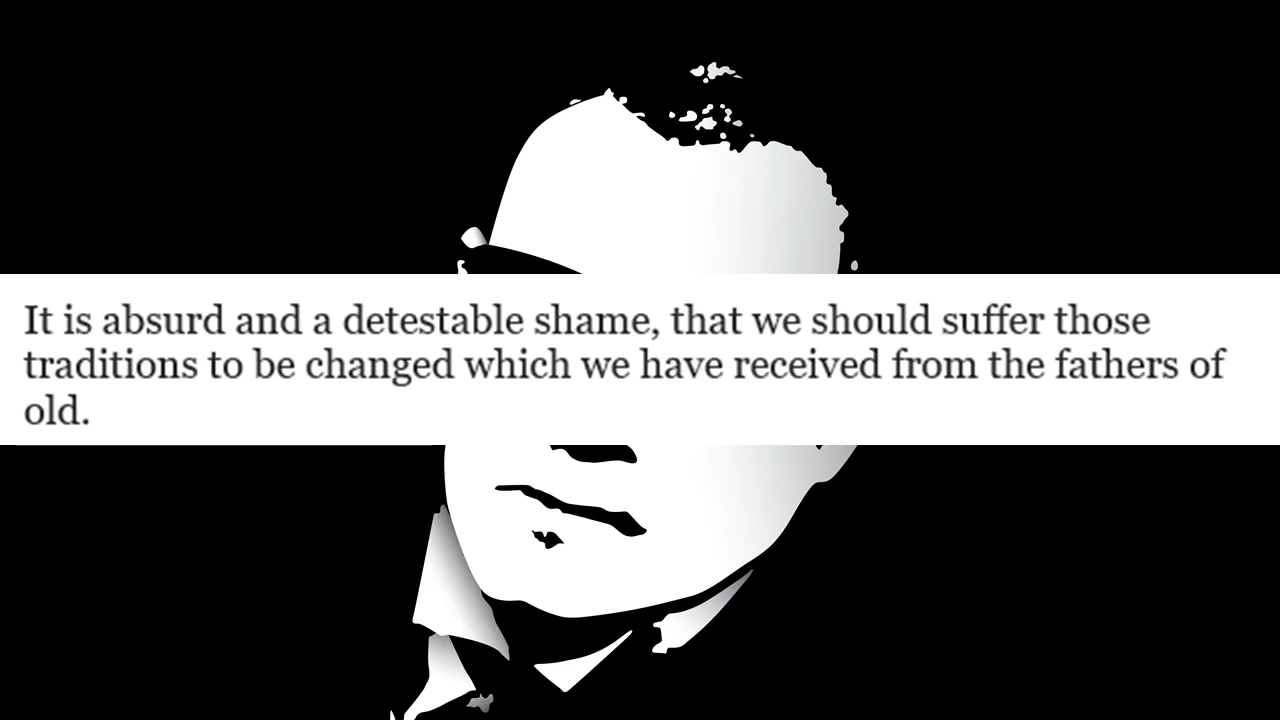 It is absurd and a detestable shame, that we should suffer those
traditions to be changed which we have received from the fathers of
old.